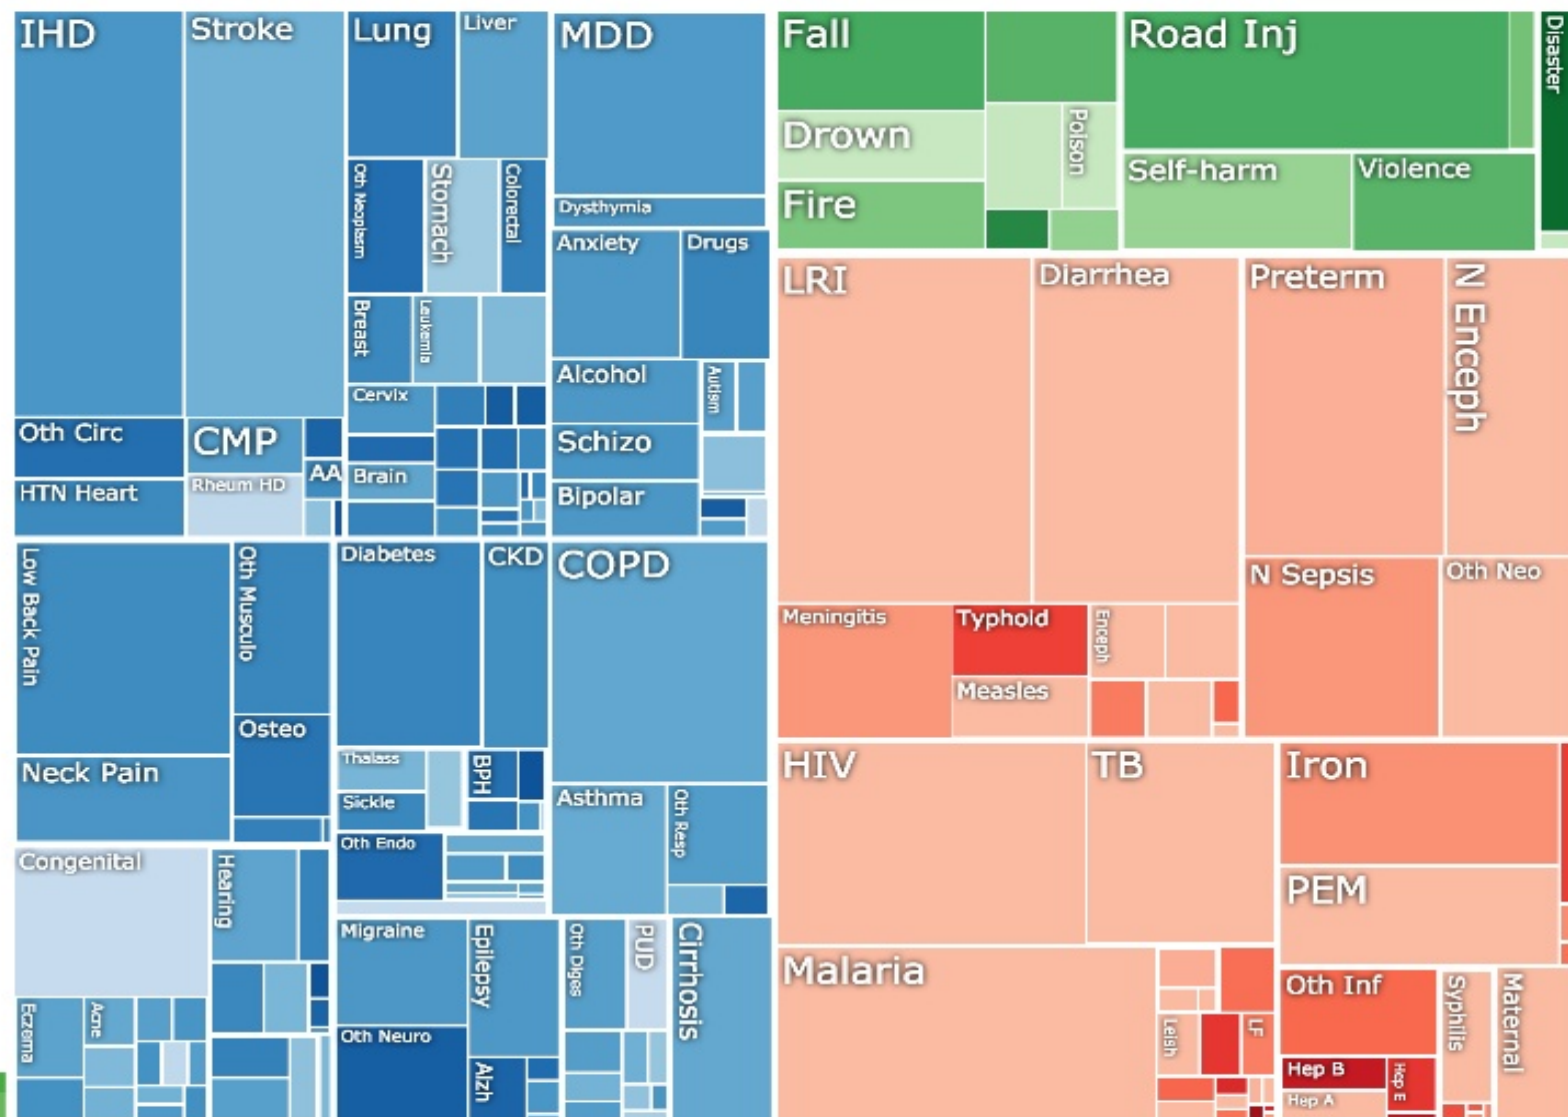 IHD
Stroke
Lung
Liver
MDD
Oth Neoplasm
Stomach
Colorectal
Dysthymia
Anxiety
Drugs
Breast
Leukemia
Alcohol
Autism
Cervix
Schizo
Brain
Bipolar
Oth Circ
CMP
AA
HTN Heart
Rheum HD
Low Back Pain
Oth Musculo
Diabetes
CKD
COPD
Osteo
Neck Pain
Thalass
BPH
Sickle
Asthma
Oth Resp
Oth Endo
Congenital
Hearing
Migraine
Epilepsy
Oth Diges
PUD
Cirrhosis
Eczema
Acne
Oth Neuro
Alzh
Fall
Drown
Poison
Fire
Road Inj
Self-harm
Violence
Disaster
LRI
Diarrhea
Preterm
N Enceph
Meningitis
Typhoid
Enceph
Measles
N Sepsis
Oth Neo
HIV
TB
Iron
PEM
Malaria
Leish
LF
Oth Inf
Syphilis
Maternal
Hep B
Hep E
Hep A